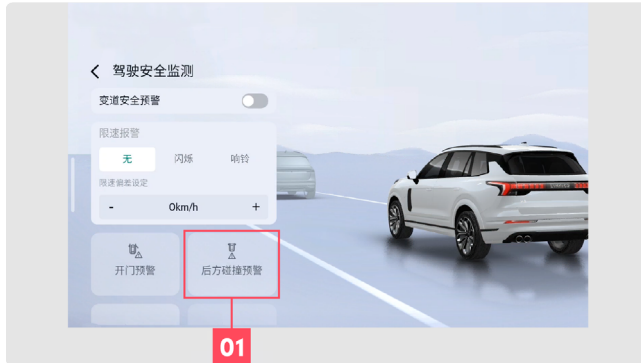 驾驶安全监测
变道安全预警
限速报警
无 闪烁 响铃
限速偏差设定
- 0km/h +
开门预警 后方碰撞预警
01